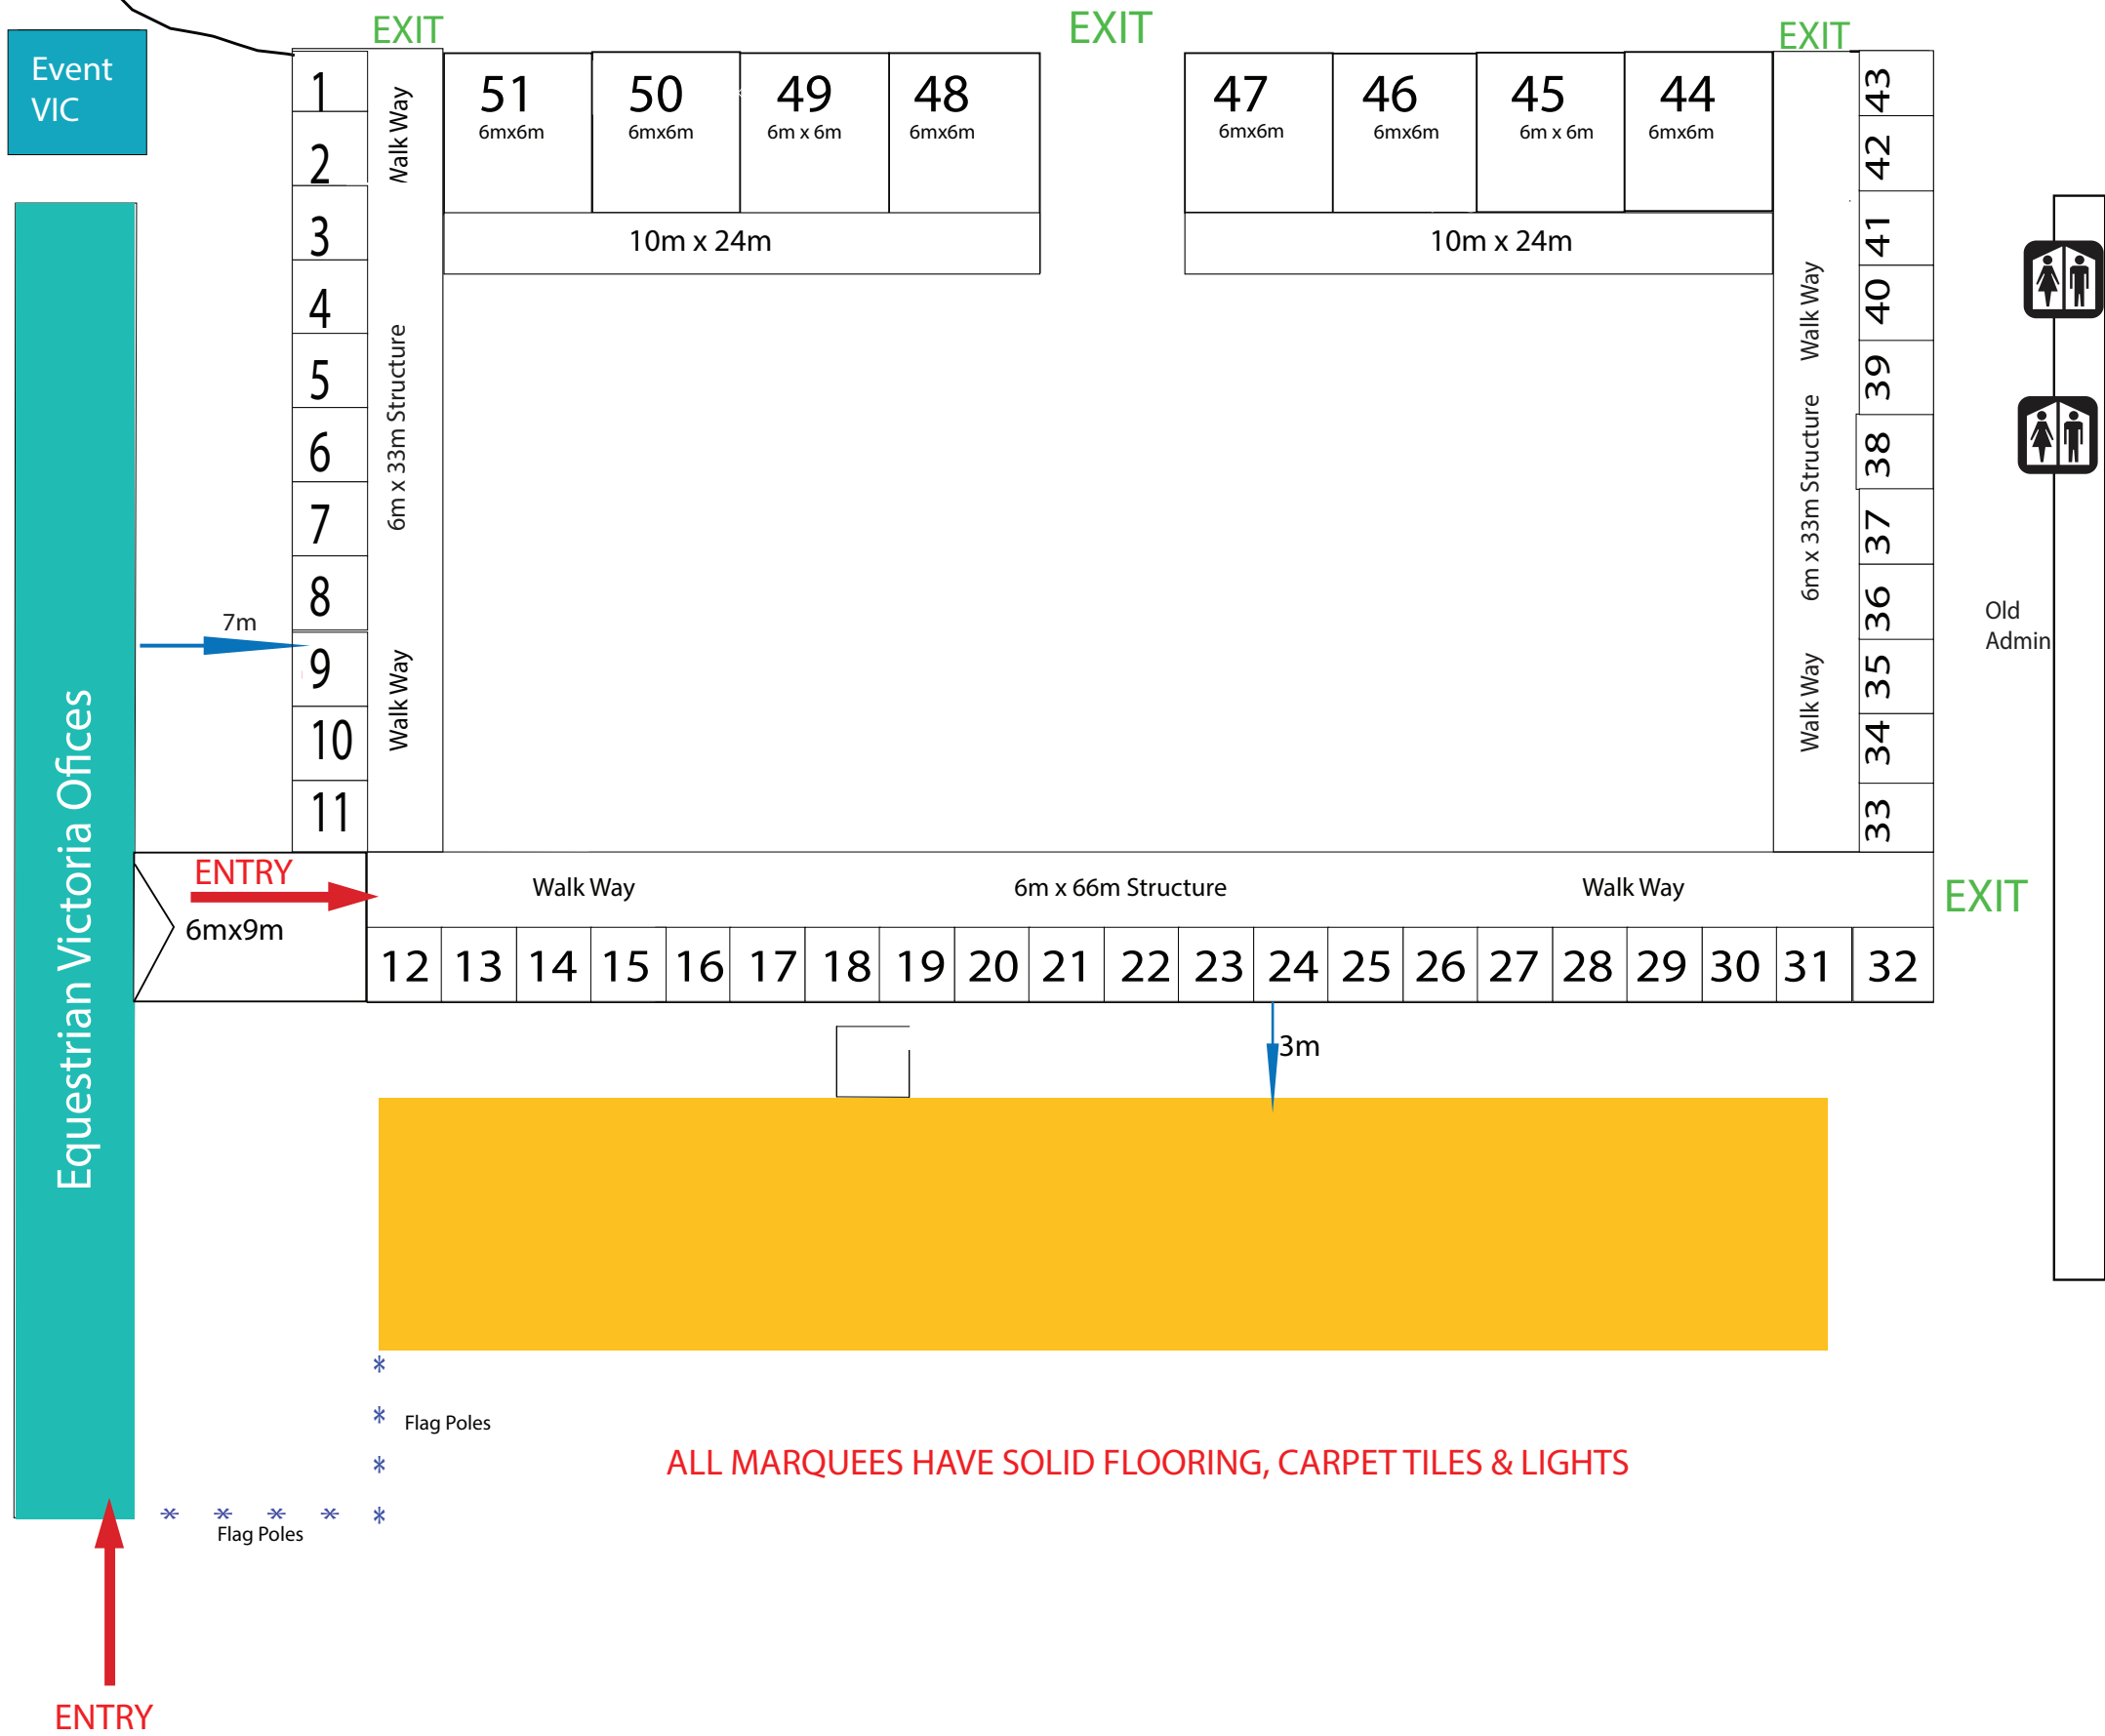 EXIT
EXIT
EXIT
Event
VIC
1
2
3
4
5
6
7
8
9
10
11
Walk Way
6m x 33m Structure
Walk Way
51
6mx6m
50
6mx6m
49
6m x 6m
48
6mx6m
10m x 24m
47
6mx6m
46
6mx6m
45
6m x 6m
44
6mx6m
10m x 24m
Walk Way
6m x 33m Structure
Walk Way
43
42
41
40
39
38
37
36
35
34
33
Old
Admin
7m
Equestrian Victoria Ofices
ENTRY
6mx9m
Walk Way
6m x 66m Structure
Walk Way
EXIT
12
13
14
15
16
17
18
19
20
21
22
23
24
25
26
27
28
29
30
31
32
3m
Flag Poles
ALL MARQUEES HAVE SOLID FLOORING, CARPET TILES & LIGHTS
Flag Poles
ENTRY